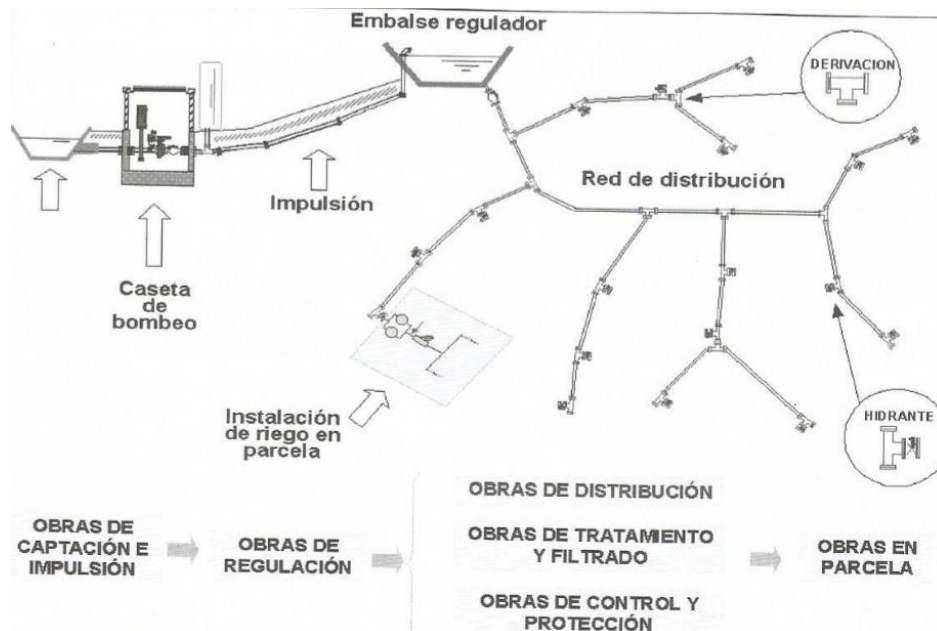 Embalse regulador
DERIVACION
Red de distribución
Impulsión
Caseta
de
bombeo
HIDRANTE
Instalación
de riego en
parcela
OBRAS DE
CAPTACIÓN E
IMPULSIÓN
OBRAS DE
REGULACIÓN
OBRAS DE DISTRIBUCIÓN
OBRAS DE TRATAMIENTO
Y FILTRADO
OBRAS DE CONTROL Y
PROTECCIÓN
OBRAS EN
PARCELA